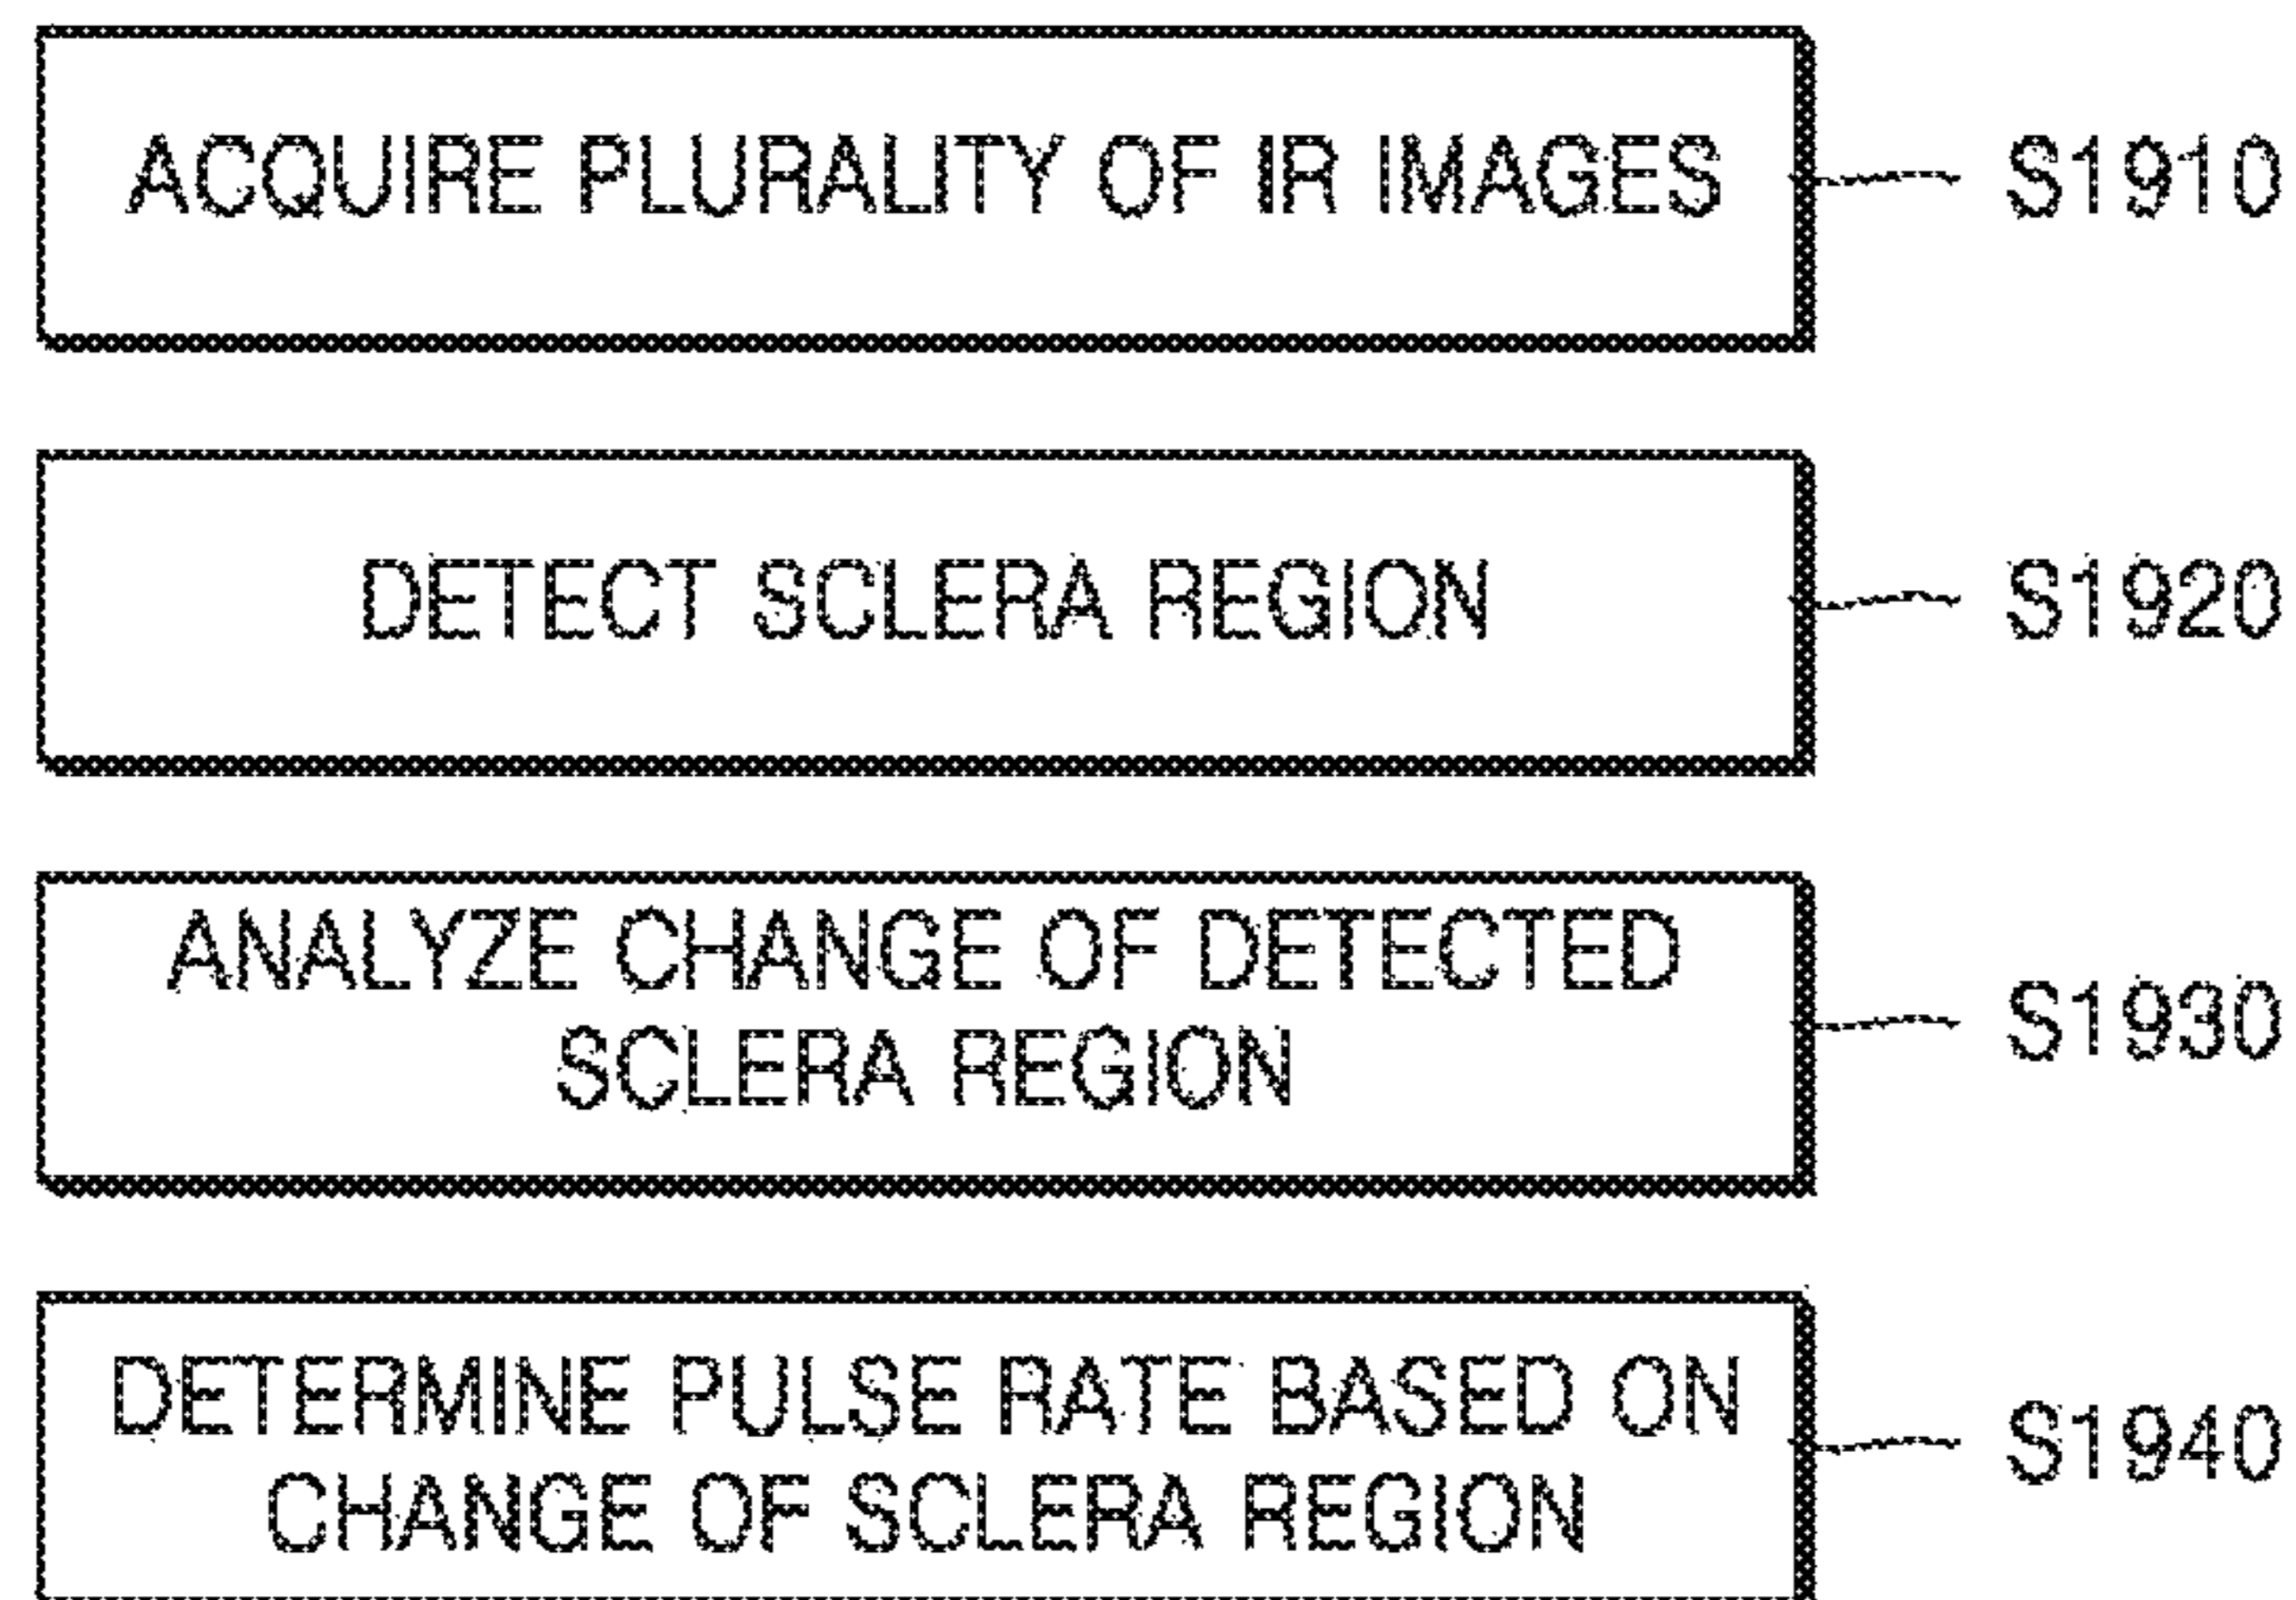 ACQUIRE PLURALITY OF IR IMAGES
S1910
DETECT SCLERA REGION
S1920
ANALYZE CHANGE OF DETECTED
SCLERA REGION
S1930
DETERMINE PULSE RATE BASED ON
CHANGE OF SCLERA REGION
S1940